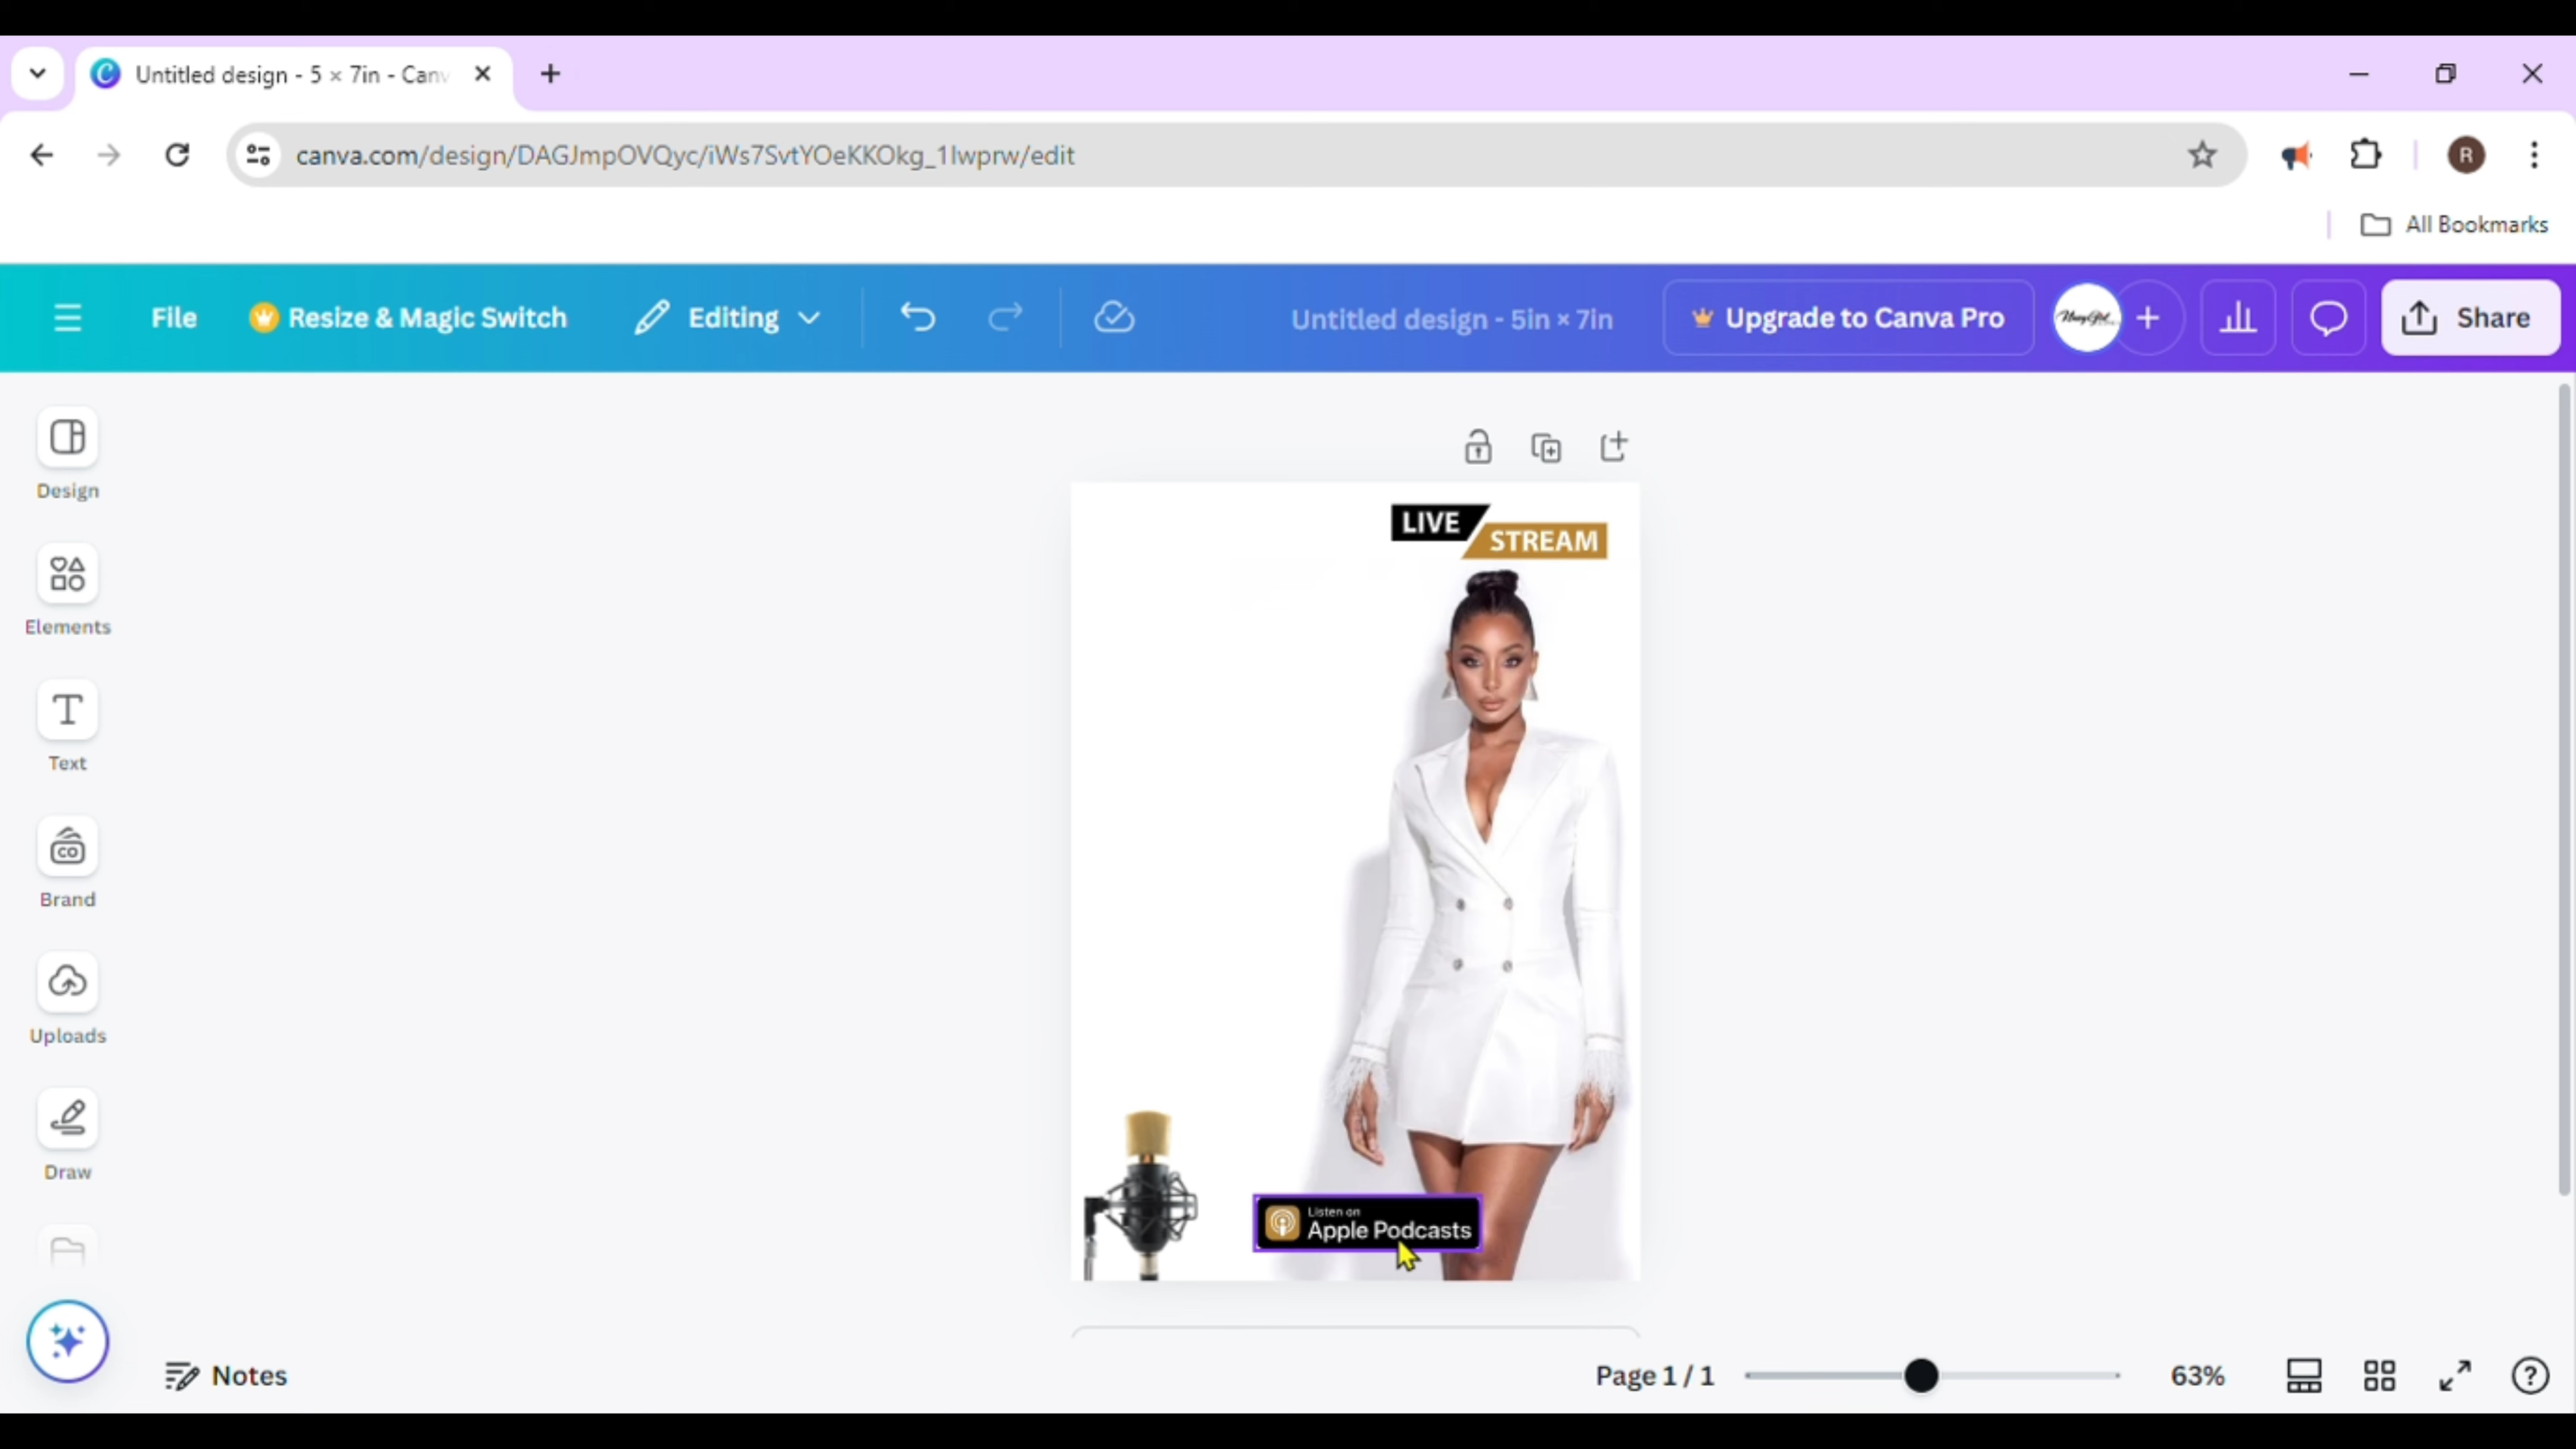 Untitled design - 5 × 7in - Canv
canva.com/design/DAGJmpOVQyc/iWs7SvtYOeKKOkg_1lwprw/edit
R
All Bookmarks
File
Resize & Magic Switch
Editing
Untitled design - 5in × 7in
Upgrade to Canva Pro
Share
Design
Elements
Text
CO
Brand
Uploads
Draw
LIVE
STREAM
Listen on
Apple Podcasts
Notes
Page 1 / 1
63%